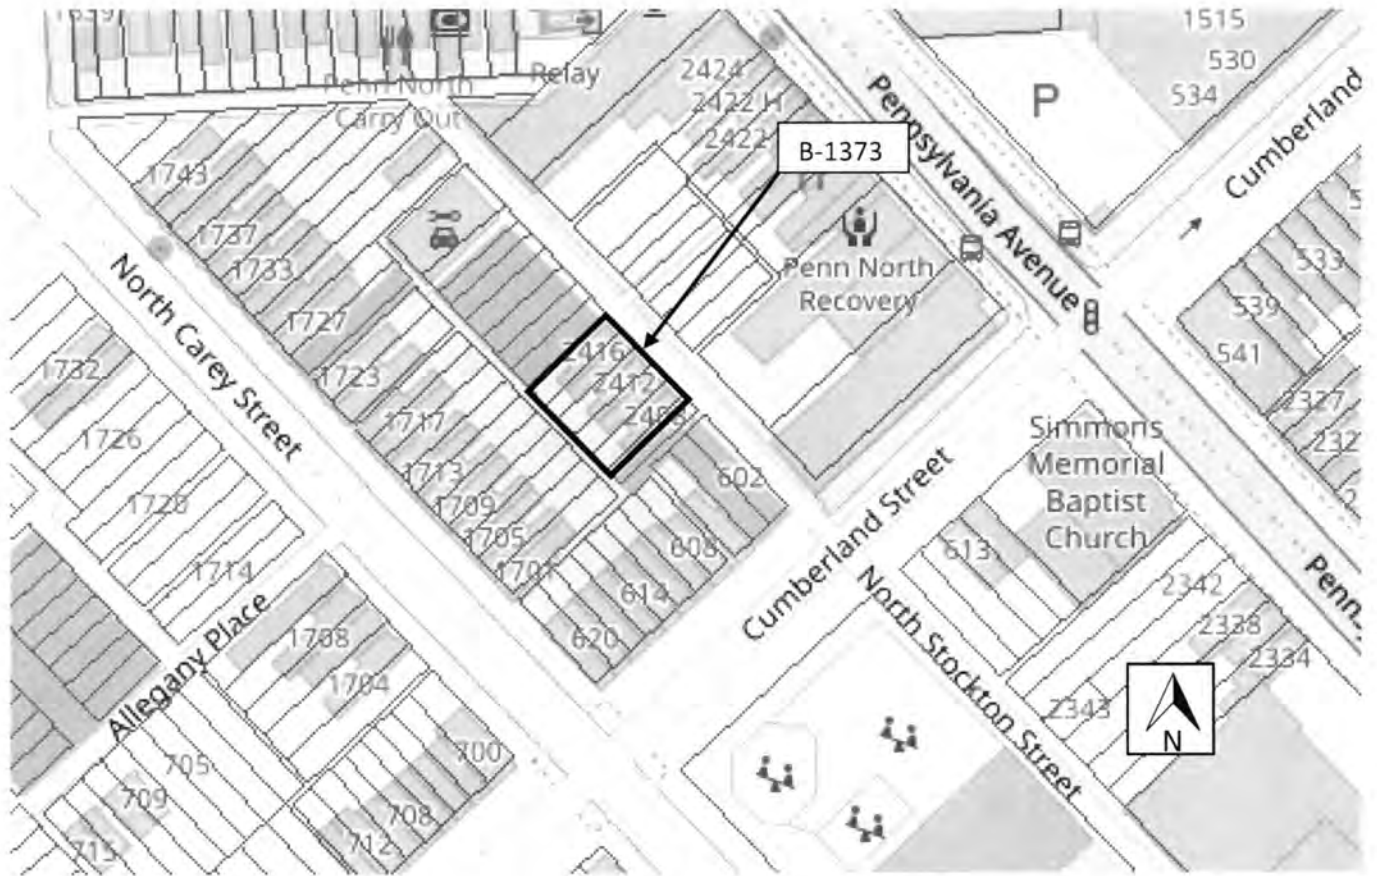 1515
530
534
Penn North
Carry Out
Relay
2424
2422 H
2422
P
B-1373
Pennsylvania Avenue
Cumberland
1743
1737
1733
1727
1723
1717
1713
1709
1705
1701
North Carey Street
Penn North
Recovery
533
539
541
2327
2416
2412
1732
1726
1720
1714
602
608
614
620
Cumberland Street
Simmons
Memorial
Baptist
Church
613
North Stockton Street
2342
2338
2334
2343
N
Allegany Place
1708
1704
700
705
708
709
712
715